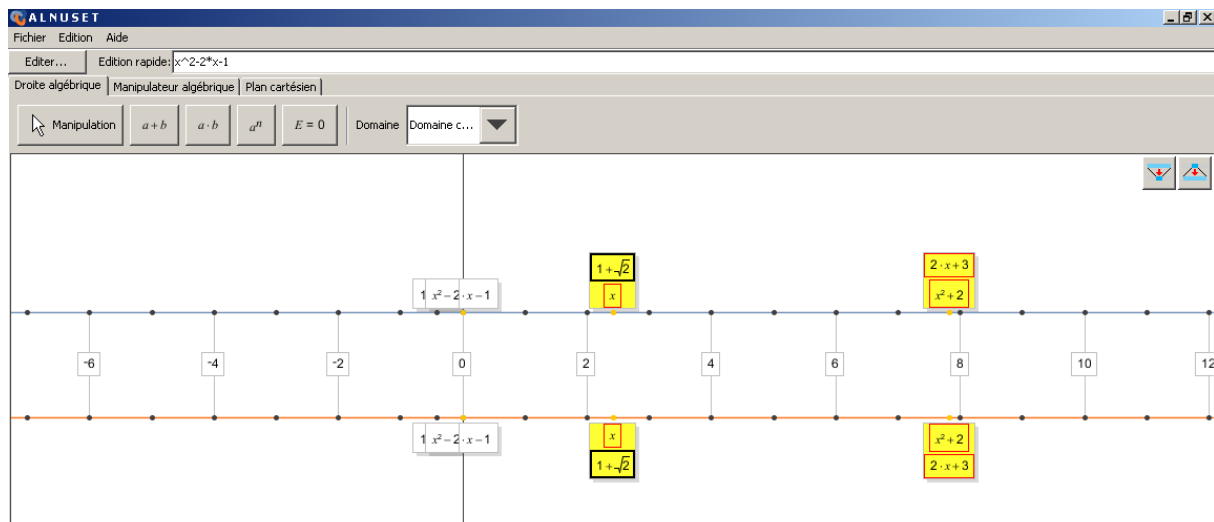 ALNUSET
Fichier Edition Aide
Editer... Edition rapide: x^2-2*x-1
Droite algébrique Manipulateur algébrique Plan cartésien
Manipulation a+b a·b aⁿ E = 0 Domaine Domaine c...
1+√2 2·x+3
1 x²−2·x−1 x x²+2
-6 -4 -2 0 2 4 6 8 10 12
1 x²−2·x−1 x x²+2
1+√2 2·x+3